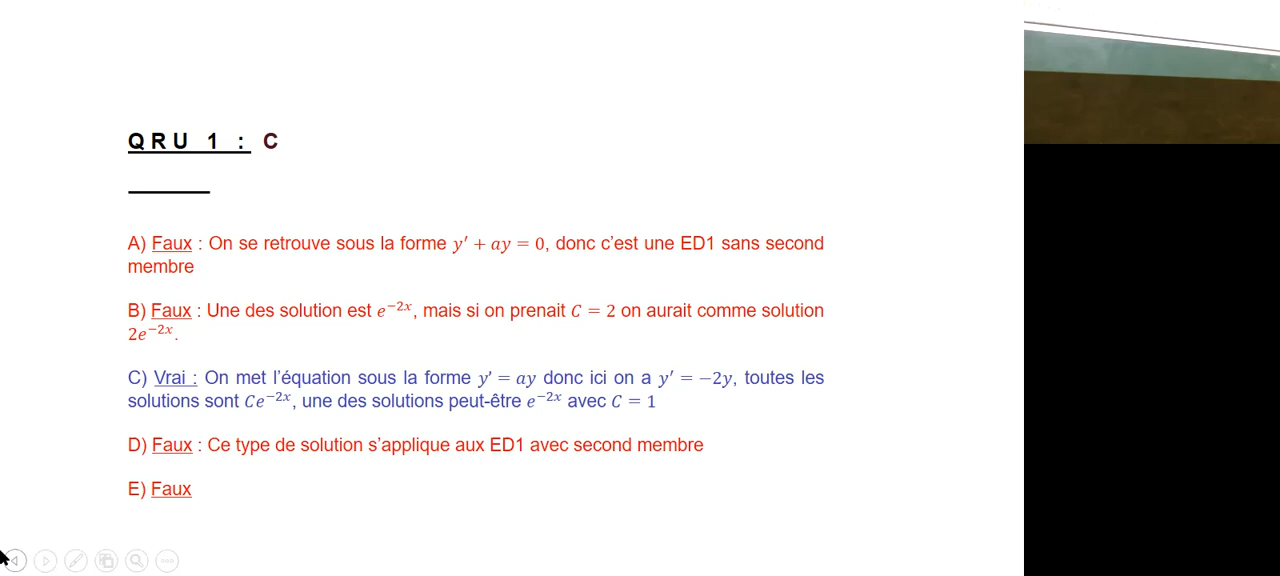 QRU 1 : C
A) Faux : On se retrouve sous la forme y′ + ay = 0, donc c’est une ED1 sans second
membre
B) Faux : Une des solution est e⁻²ˣ, mais si on prenait C = 2 on aurait comme solution
2e⁻²ˣ.
C) Vrai : On met l’équation sous la forme y’ = ay donc ici on a y′ = −2y, toutes les
solutions sont Ce⁻²ˣ, une des solutions peut-être e⁻²ˣ avec C = 1
D) Faux : Ce type de solution s’applique aux ED1 avec second membre
E) Faux